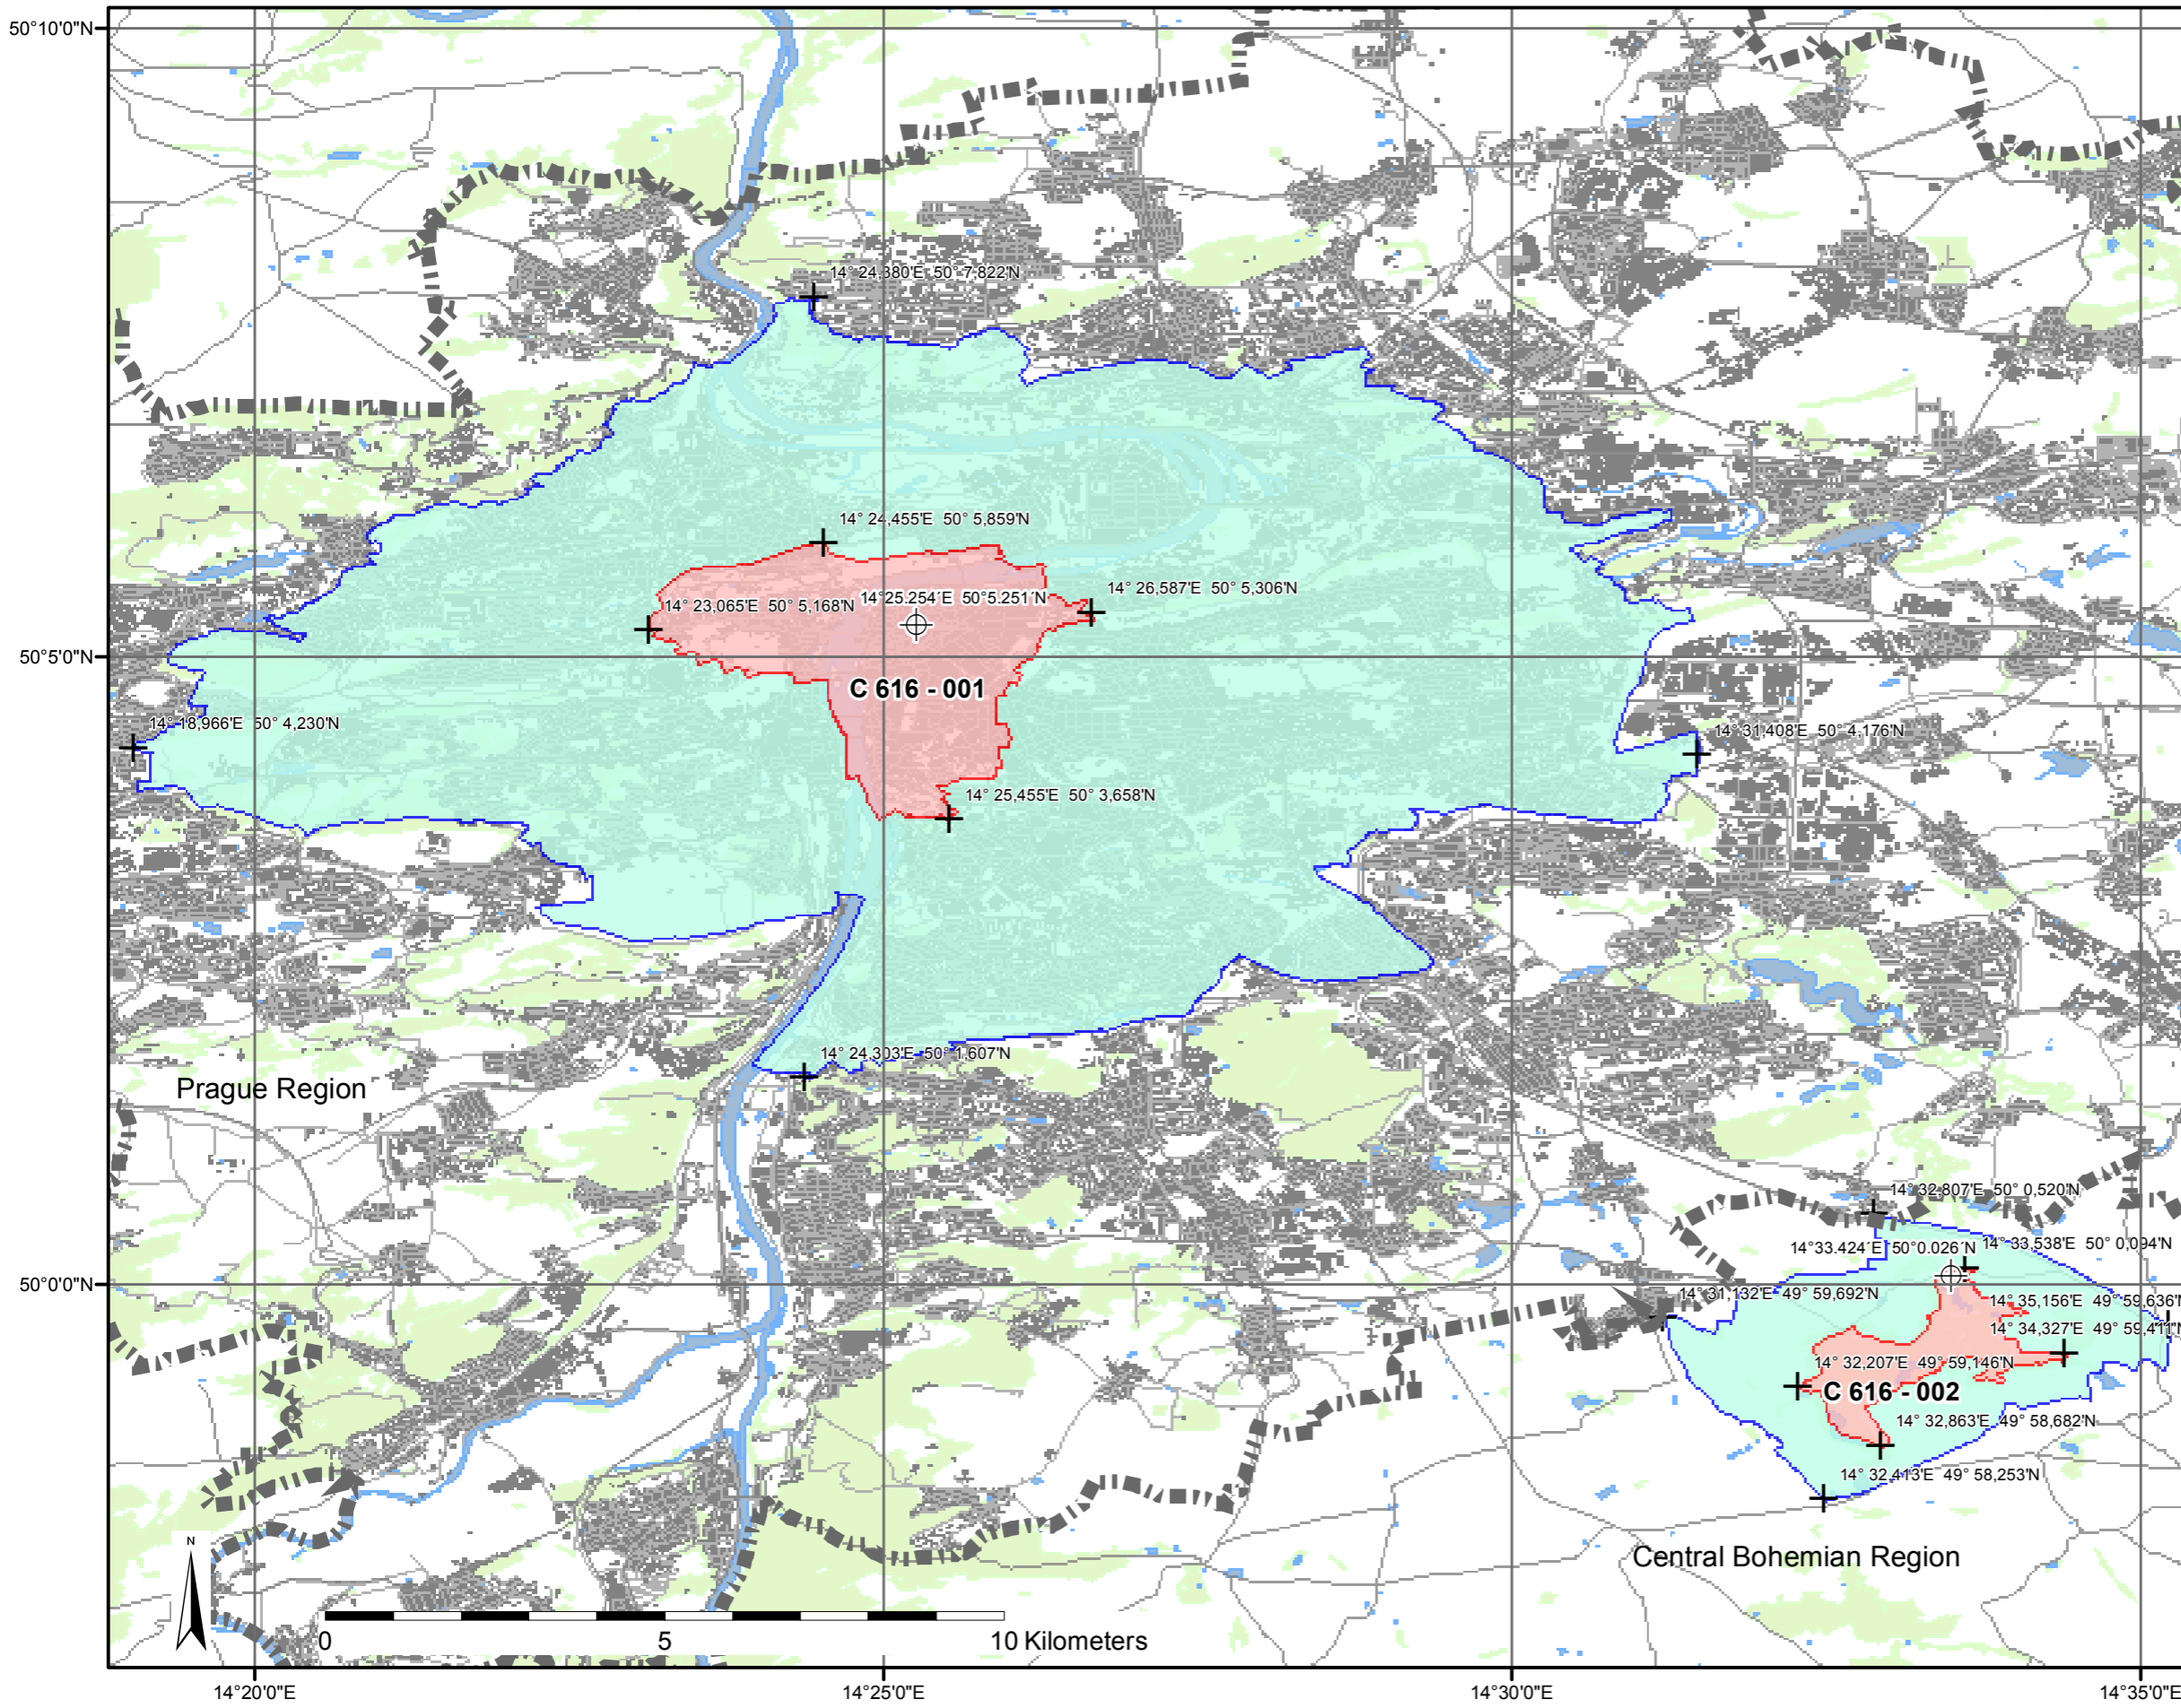 50°10'0"N
14° 24,380'E  50° 7,822'N
14° 24,455'E  50° 5,859'N
14° 26,587'E  50° 5,306'N
14° 23,065'E  50° 5,168'N
14°25.254´E  50°5.251´N
50°5'0"N
C 616 - 001
14° 18,966'E  50° 4,230'N
14° 31,408'E  50° 4,176'N
14° 25,455'E  50° 3,658'N
14° 24,303'E  50° 1,607'N
Prague Region
14° 32,807'E  50° 0,520'N
14°33.424´E  50°0.026´N
14° 33,538'E  50° 0,094'N
50°0'0"N
14° 31,132'E  49° 59,692'N
14° 35,156'E  49° 59,636'N
14° 34,327'E  49° 59,411'N
14° 32,207'E  49° 59,146'N
C 616 - 002
14° 32,863'E  49° 58,682'N
14° 32,413'E  49° 58,253'N
N
Central Bohemian Region
0 5 10 Kilometers
14°20'0"E 14°25'0"E 14°30'0"E 14°35'0"E